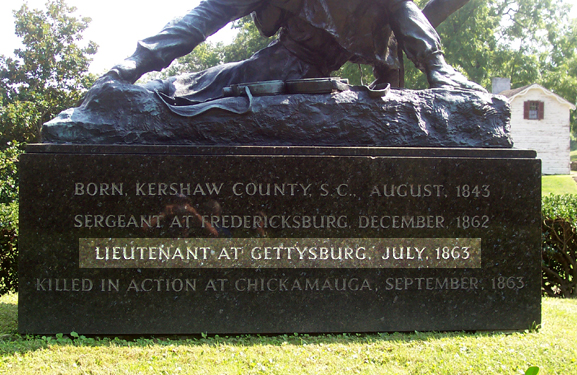 BORN, KERSHAW COUNTY, S.C., AUGUST, 1843
SERGEANT AT FREDERICKSBURG, DECEMBER, 1862
LIEUTENANT AT GETTYSBURG, JULY, 1863
KILLED IN ACTION AT CHICKAMAUGA, SEPTEMBER, 1863